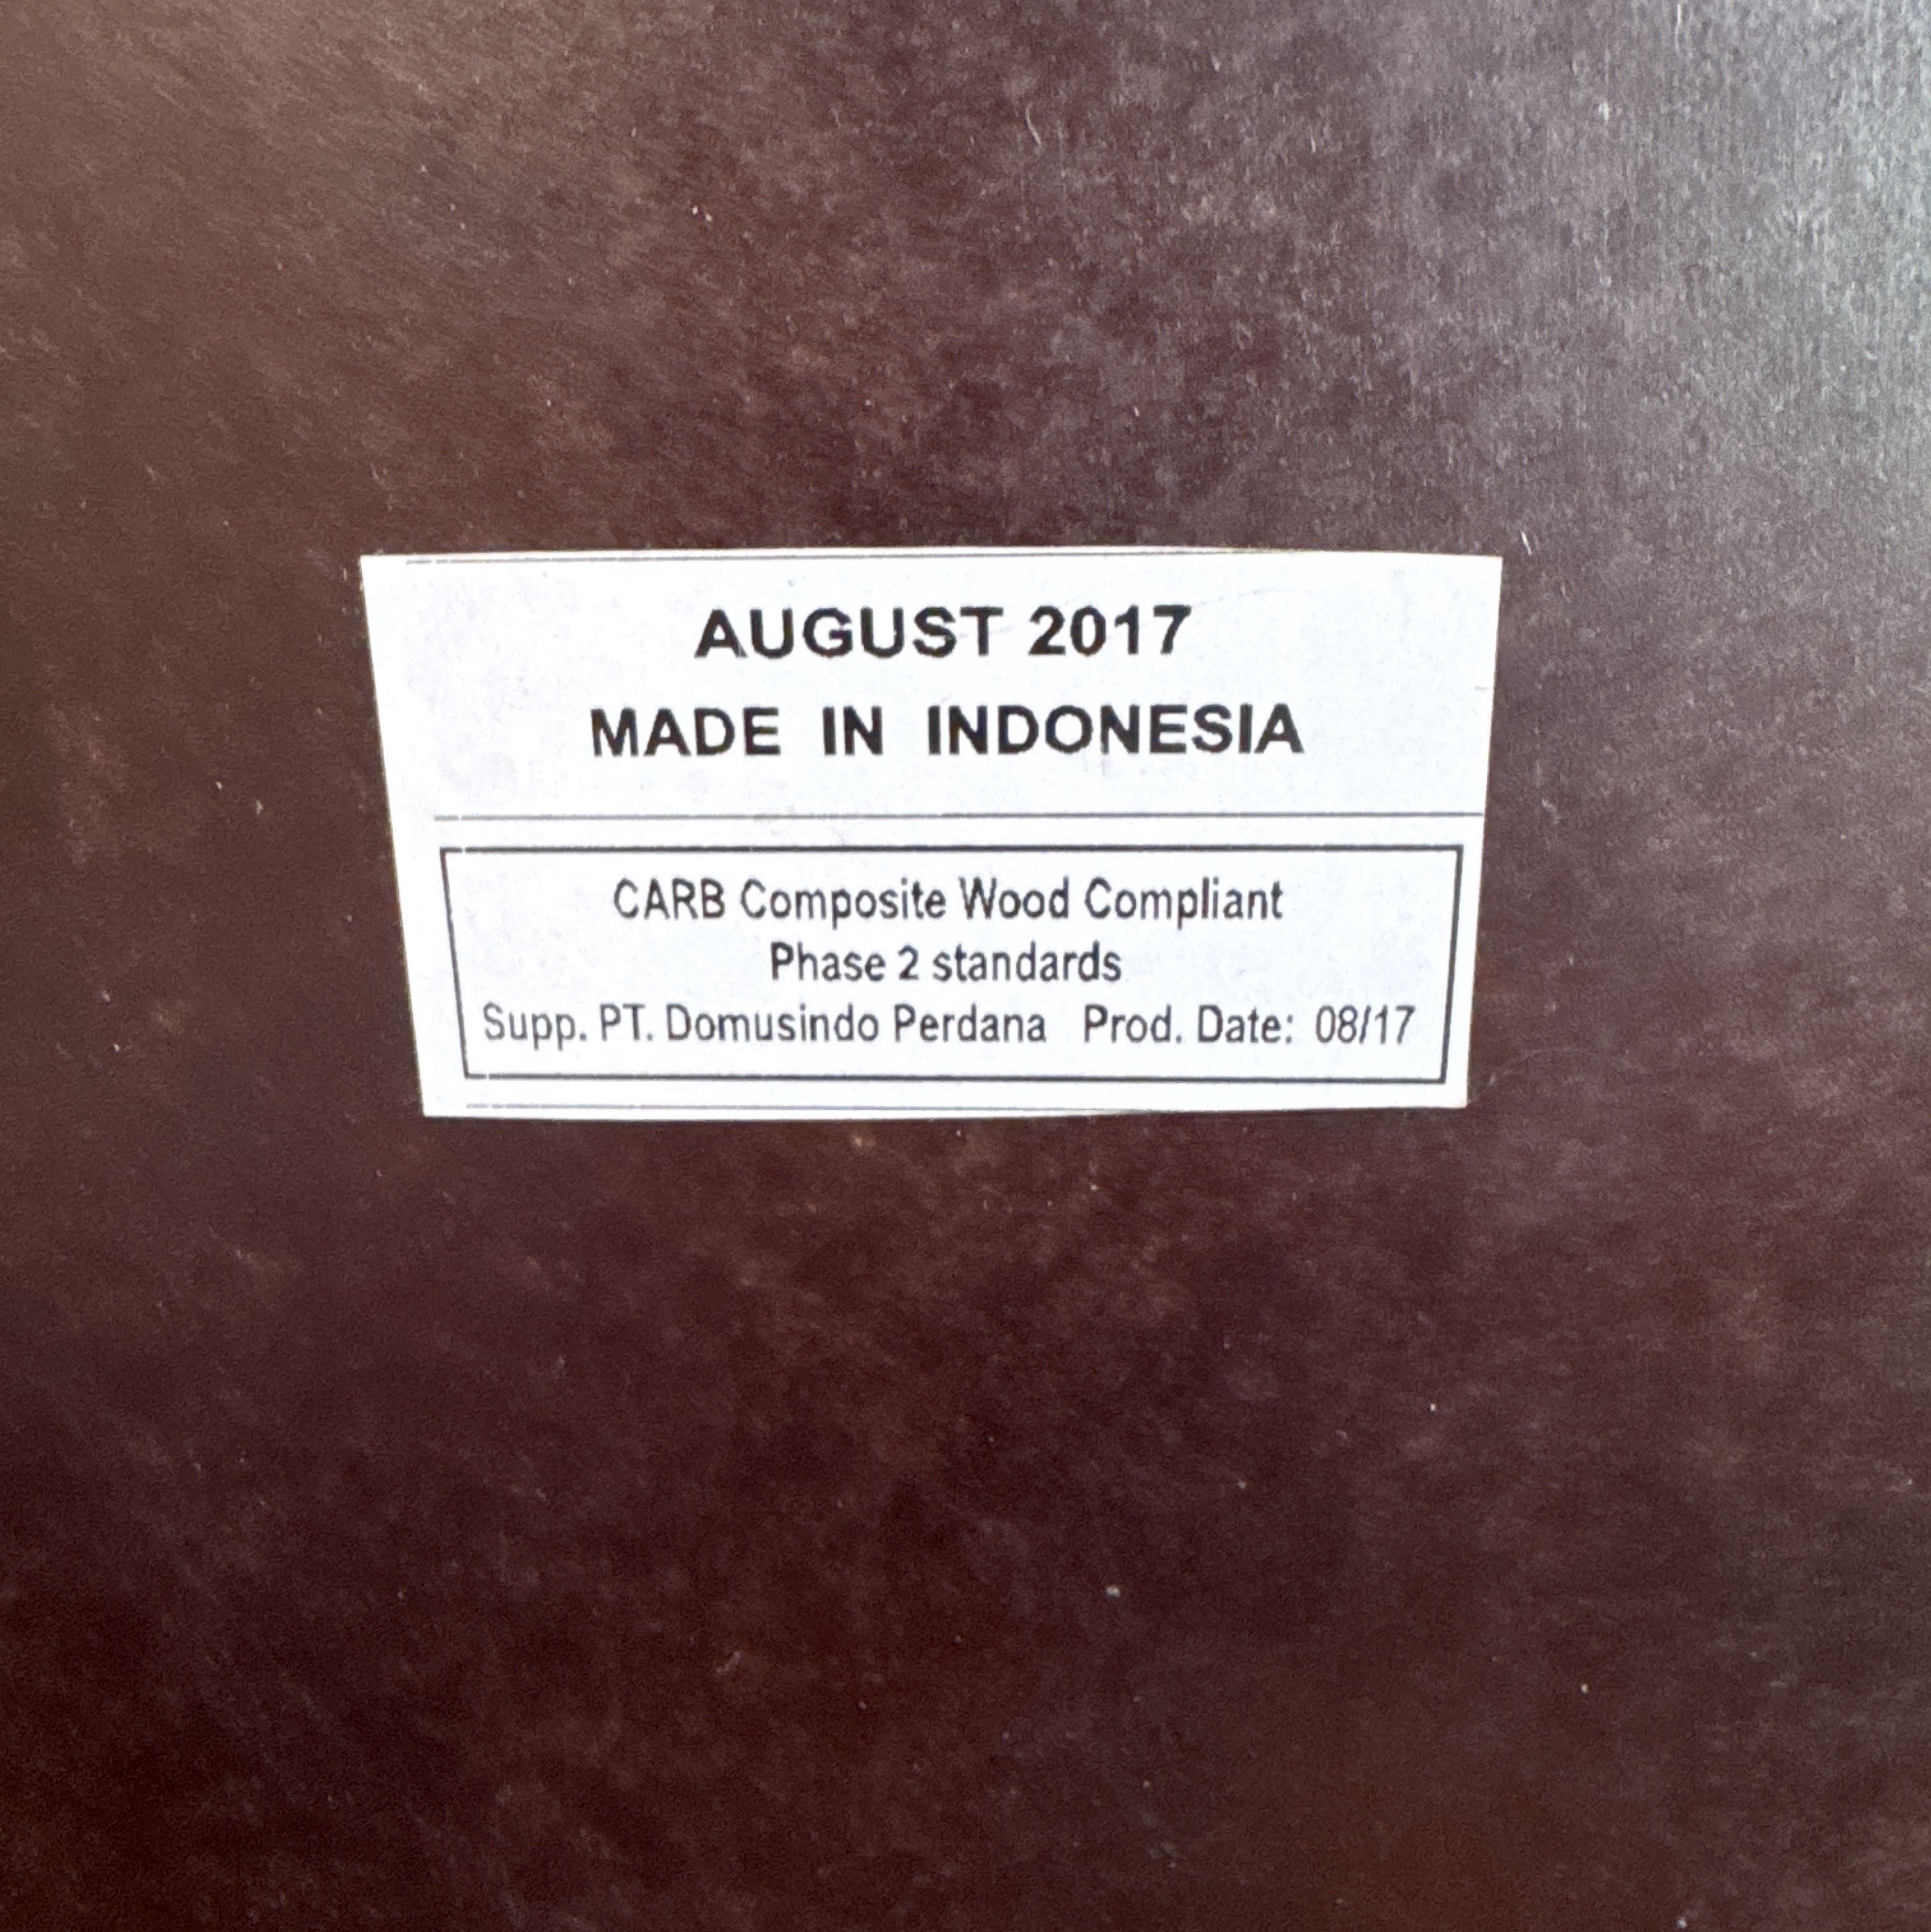 AUGUST 2017
MADE IN INDONESIA
CARB Composite Wood Compliant
Phase 2 standards
Supp. PT. Domusindo Perdana Prod. Date: 08/17